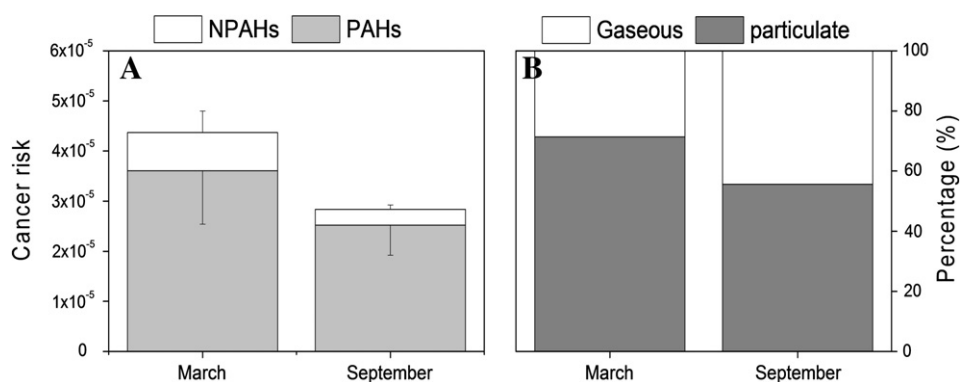 NPAHs PAHs
Gaseous particulate
A
B
Cancer risk
6x10⁻⁵
5x10⁻⁵
4x10⁻⁵
3x10⁻⁵
2x10⁻⁵
1x10⁻⁵
0
March September
March September
100
80
60
40
20
0
Percentage (%)